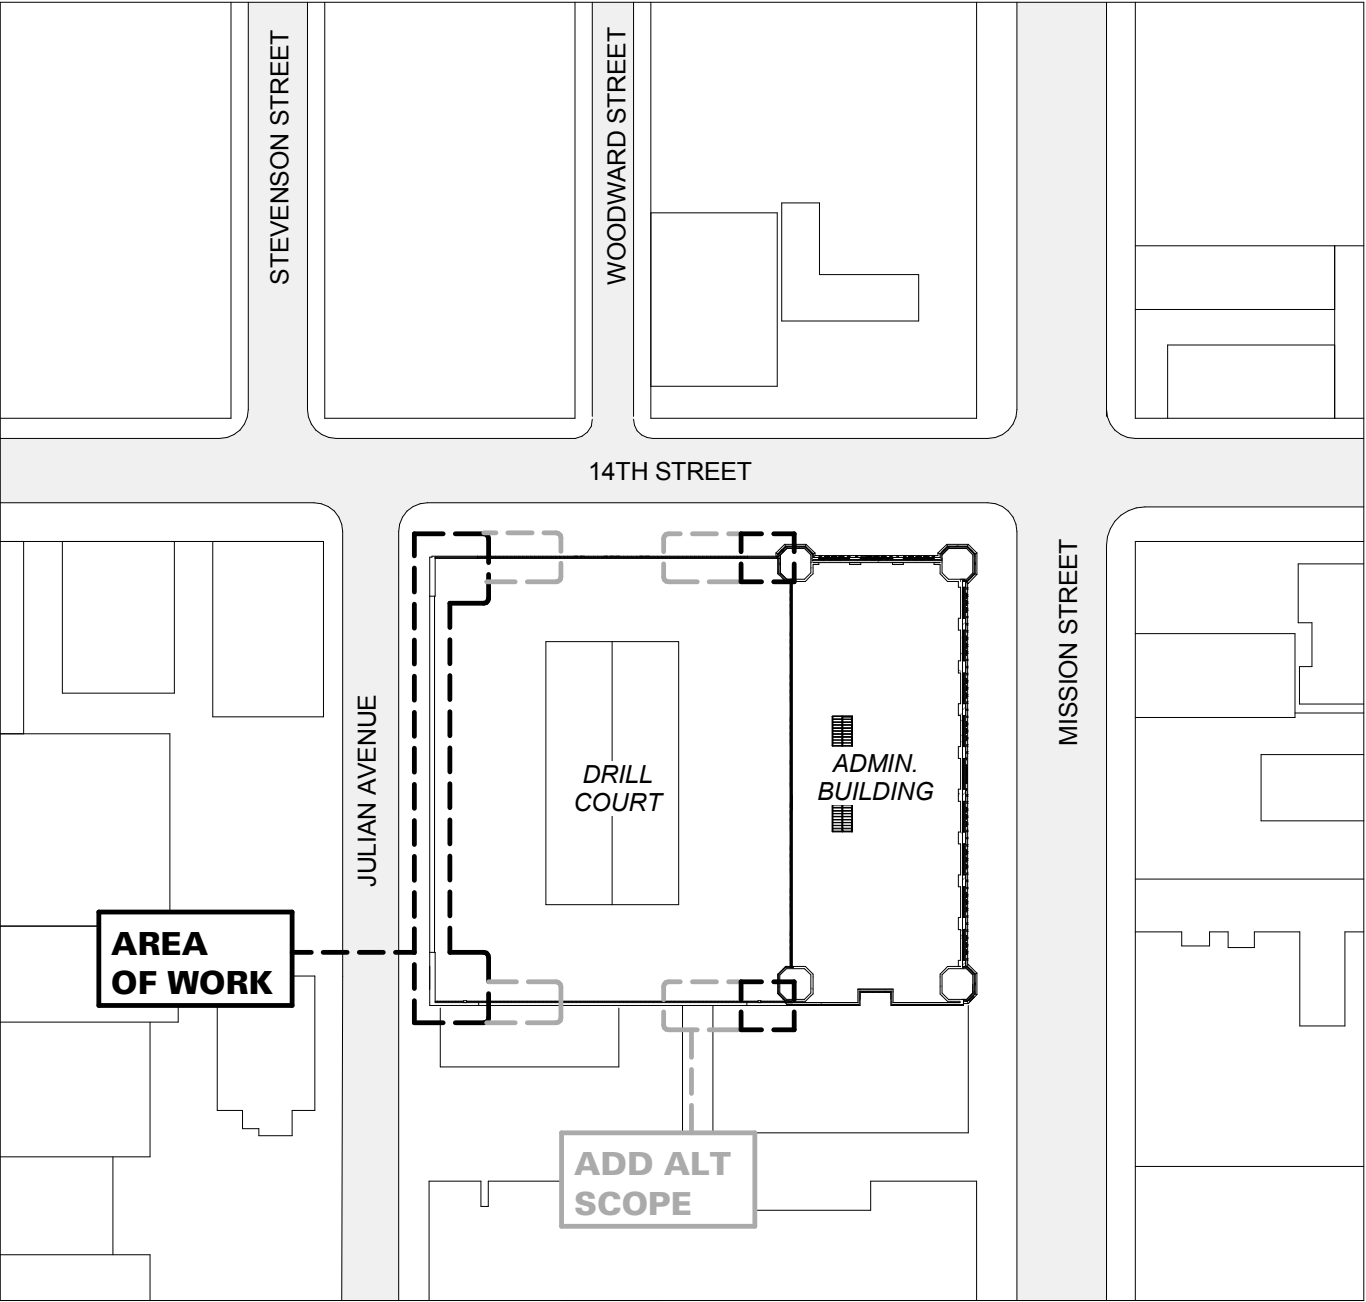 STEVENSON STREET
WOODWARD STREET
14TH STREET
MISSION STREET
JULIAN AVENUE
DRILL
COURT
ADMIN.
BUILDING
AREA
OF WORK
ADD ALT
SCOPE